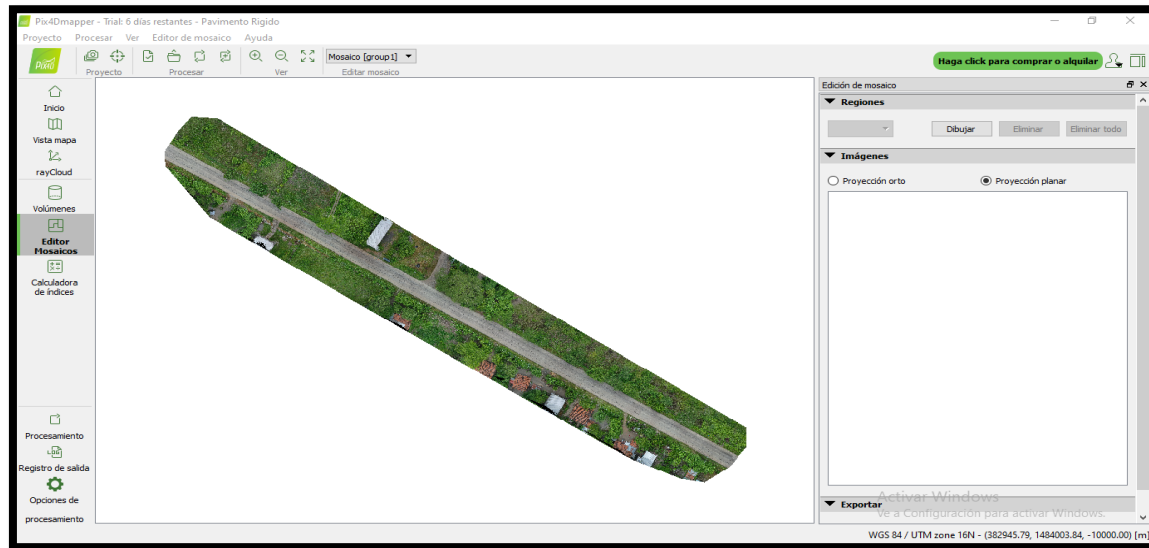 Pix4Dmapper - Trial: 6 días restantes - Pavimento Rigido
Proyecto Procesar Ver Editor de mosaico Ayuda
Mosaico [group1]
Proyecto Procesar Ver Editar mosaico
Haga click para comprar o alquilar
Inicio
Vista mapa
rayCloud
Volúmenes
Editor
Mosaicos
Calculadora
de índices
Procesamiento
Registro de salida
Opciones de
procesamiento
Edición de mosaico
Regiones
Dibujar Eliminar Eliminar todo
Imágenes
Proyección orto Proyección planar
Exportar
Activar Windows
Ve a Configuración para activar Windows.
WGS 84 / UTM zone 16N - (382945.79, 1484003.84, -10000.00) [m]